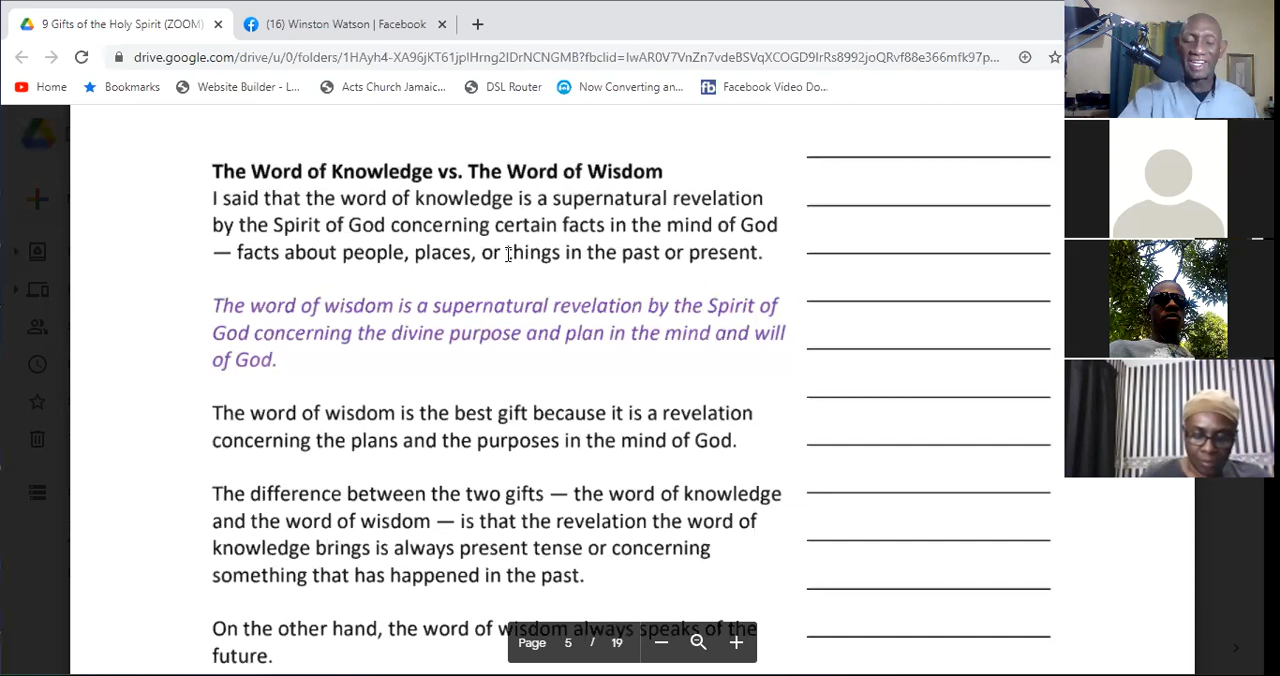 9 Gifts of the Holy Spirit (ZOOM)
(16) Winston Watson | Facebook
drive.google.com/drive/u/0/folders/1HAyh4-XA96jKT61jplHrng2IDrNCNGMB?fbclid=IwAR0V7VnZn7vdeBSVqXCOGD9IrRs8992joQRvf88e366mfk97p...
Home Bookmarks Website Builder - L... Acts Church Jamaic... DSL Router Now Converting an... Facebook Video Do...
The Word of Knowledge vs. The Word of Wisdom
I said that the word of knowledge is a supernatural revelation
by the Spirit of God concerning certain facts in the mind of God
— facts about people, places, or things in the past or present.
The word of wisdom is a supernatural revelation by the Spirit of
God concerning the divine purpose and plan in the mind and will
of God.
The word of wisdom is the best gift because it is a revelation
concerning the plans and the purposes in the mind of God.
The difference between the two gifts — the word of knowledge
and the word of wisdom — is that the revelation the word of
knowledge brings is always present tense or concerning
something that has happened in the past.
On the other hand, the word of wisdom always speaks of the
future.
Page 5 / 19